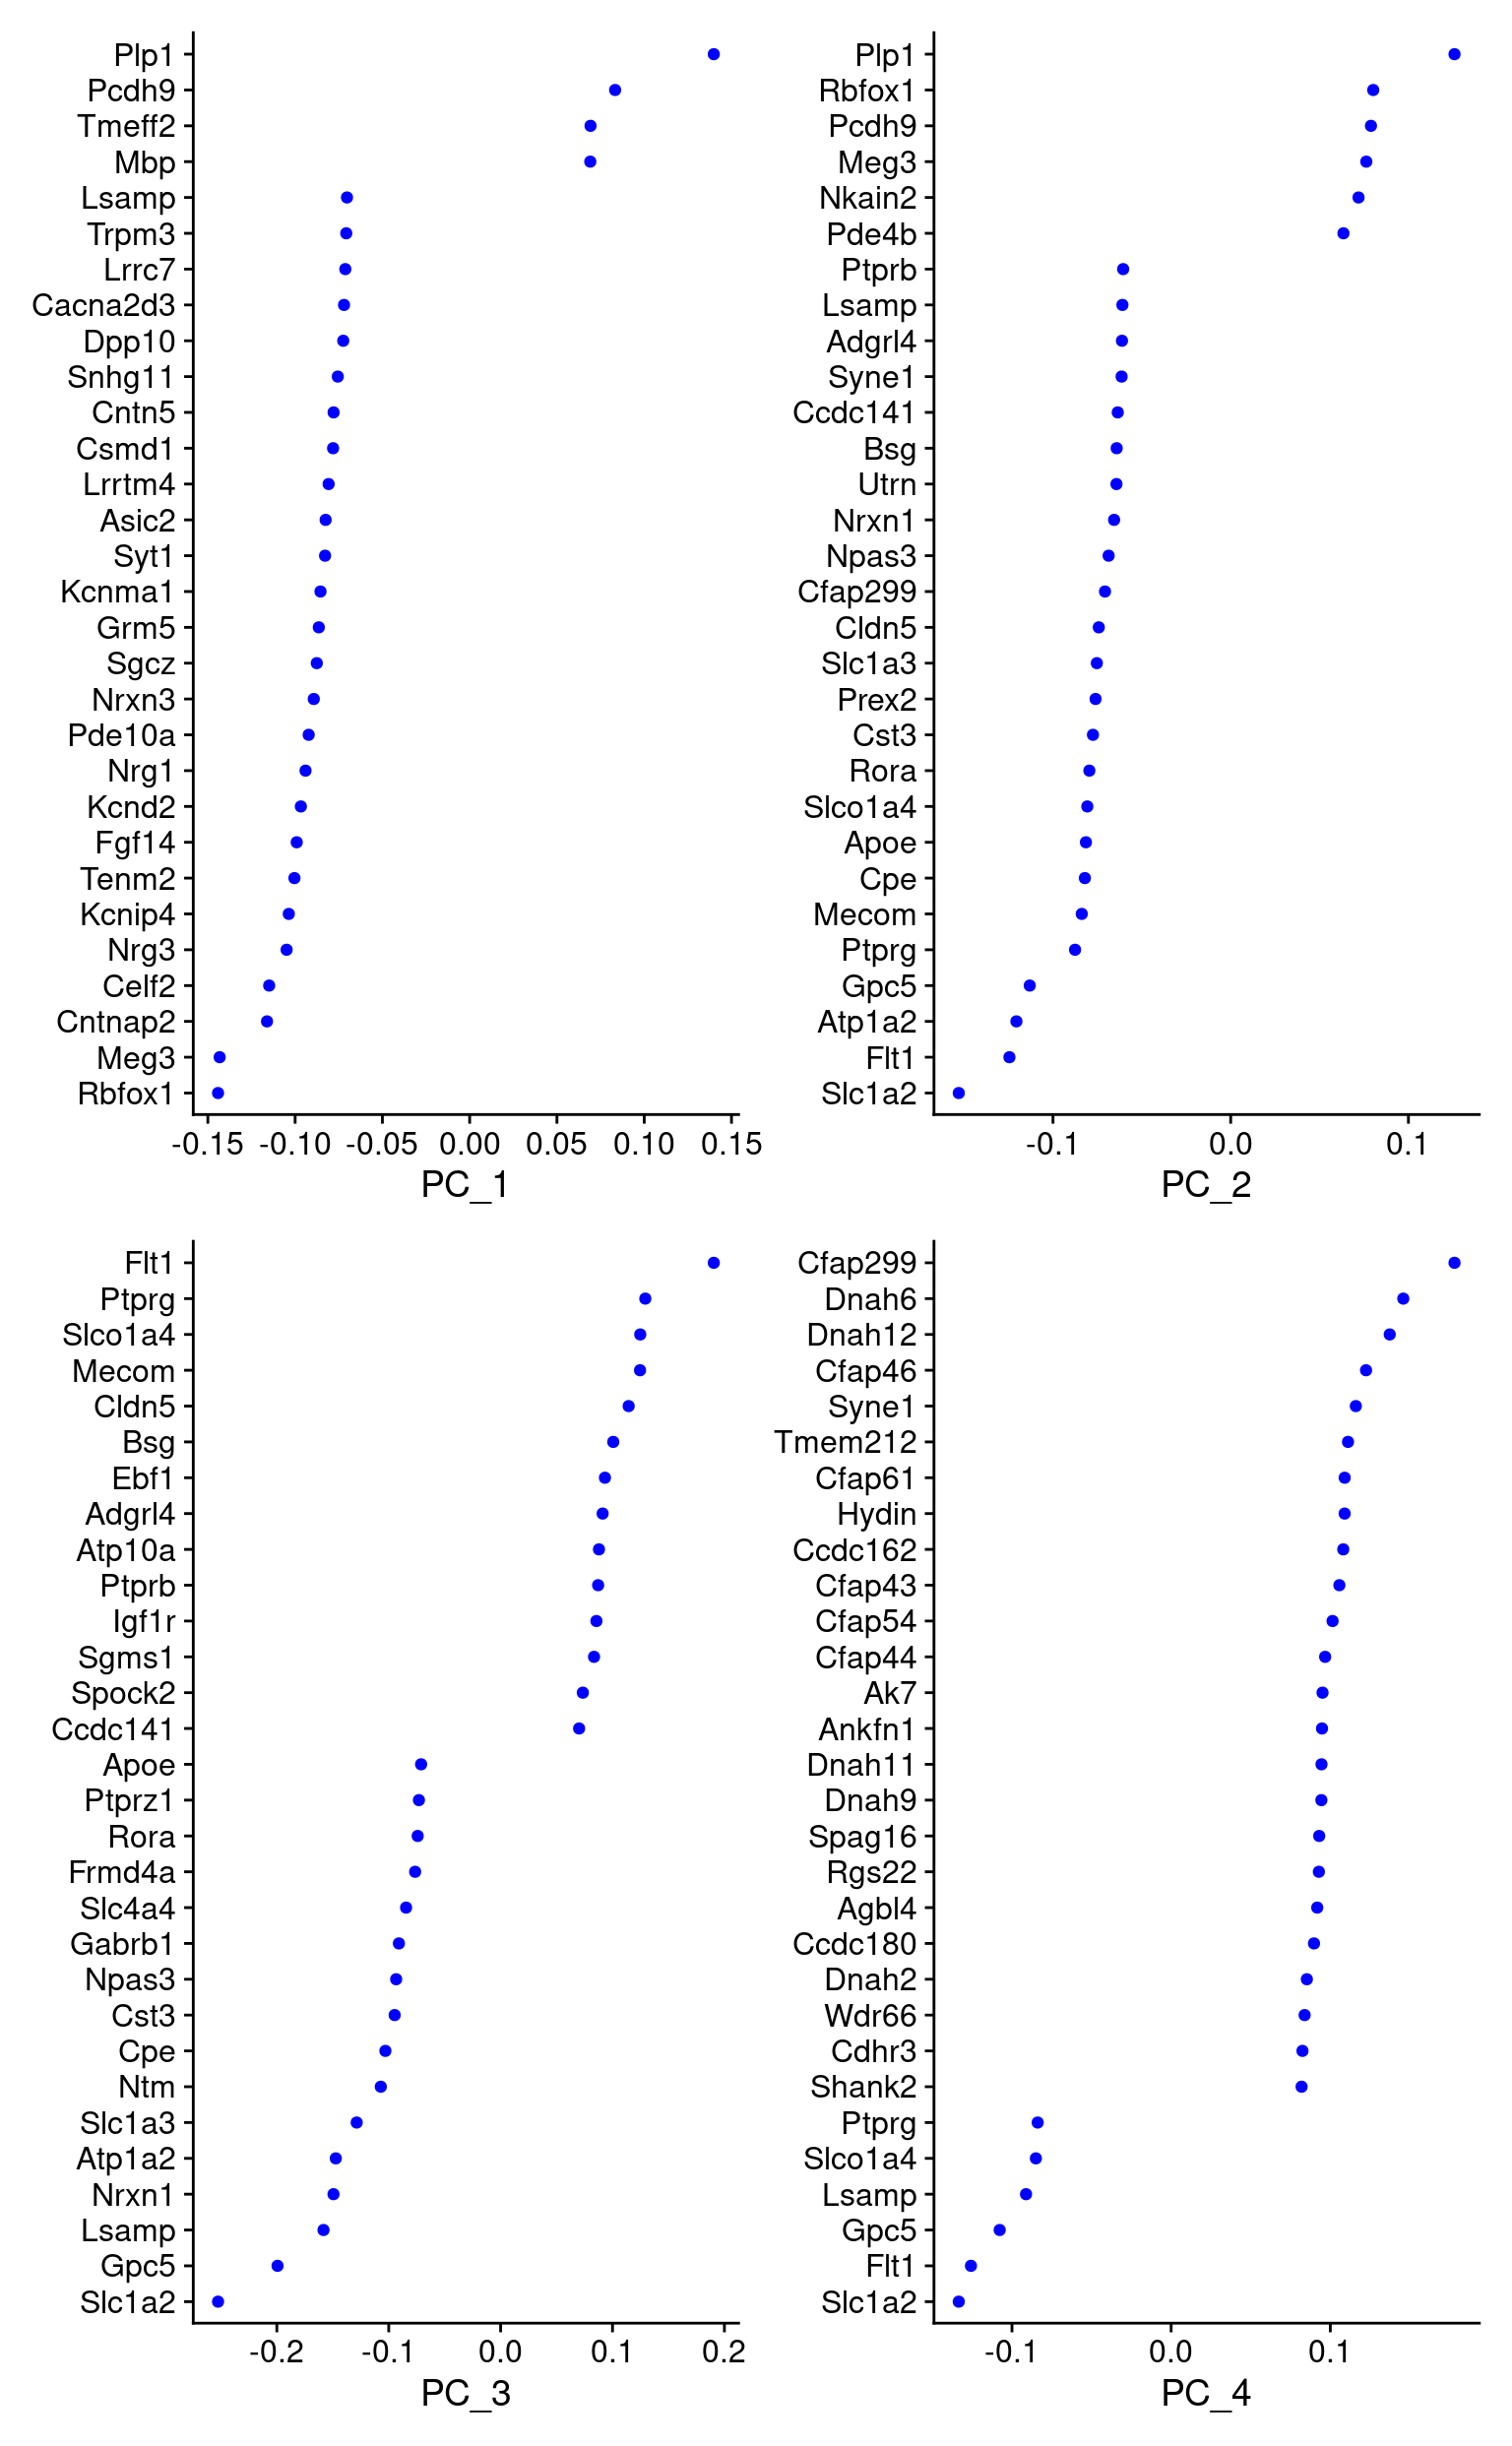 Plp1
Pcdh9
Tmeff2
Mbp
Lsamp
Trpm3
Lrrc7
Cacna2d3
Dpp10
Snhg11
Cntn5
Csmd1
Lrrtm4
Asic2
Syt1
Kcnma1
Grm5
Sgcz
Nrxn3
Pde10a
Nrg1
Kcnd2
Fgf14
Tenm2
Kcnip4
Nrg3
Celf2
Cntnap2
Meg3
Rbfox1
-0.15 -0.10 -0.05 0.00 0.05 0.10 0.15
PC_1
Plp1
Rbfox1
Pcdh9
Meg3
Nkain2
Pde4b
Ptprb
Lsamp
Adgrl4
Syne1
Ccdc141
Bsg
Utrn
Nrxn1
Npas3
Cfap299
Cldn5
Slc1a3
Prex2
Cst3
Rora
Slco1a4
Apoe
Cpe
Mecom
Ptprg
Gpc5
Atp1a2
Flt1
Slc1a2
-0.1 0.0 0.1
PC_2
Flt1
Ptprg
Slco1a4
Mecom
Cldn5
Bsg
Ebf1
Adgrl4
Atp10a
Ptprb
Igf1r
Sgms1
Spock2
Ccdc141
Apoe
Ptprz1
Rora
Frmd4a
Slc4a4
Gabrb1
Npas3
Cst3
Cpe
Ntm
Slc1a3
Atp1a2
Nrxn1
Lsamp
Gpc5
Slc1a2
-0.2 -0.1 0.0 0.1 0.2
PC_3
Cfap299
Dnah6
Dnah12
Cfap46
Syne1
Tmem212
Cfap61
Hydin
Ccdc162
Cfap43
Cfap54
Cfap44
Ak7
Ankfn1
Dnah11
Dnah9
Spag16
Rgs22
Agbl4
Ccdc180
Dnah2
Wdr66
Cdhr3
Shank2
Ptprg
Slco1a4
Lsamp
Gpc5
Flt1
Slc1a2
-0.1 0.0 0.1
PC_4